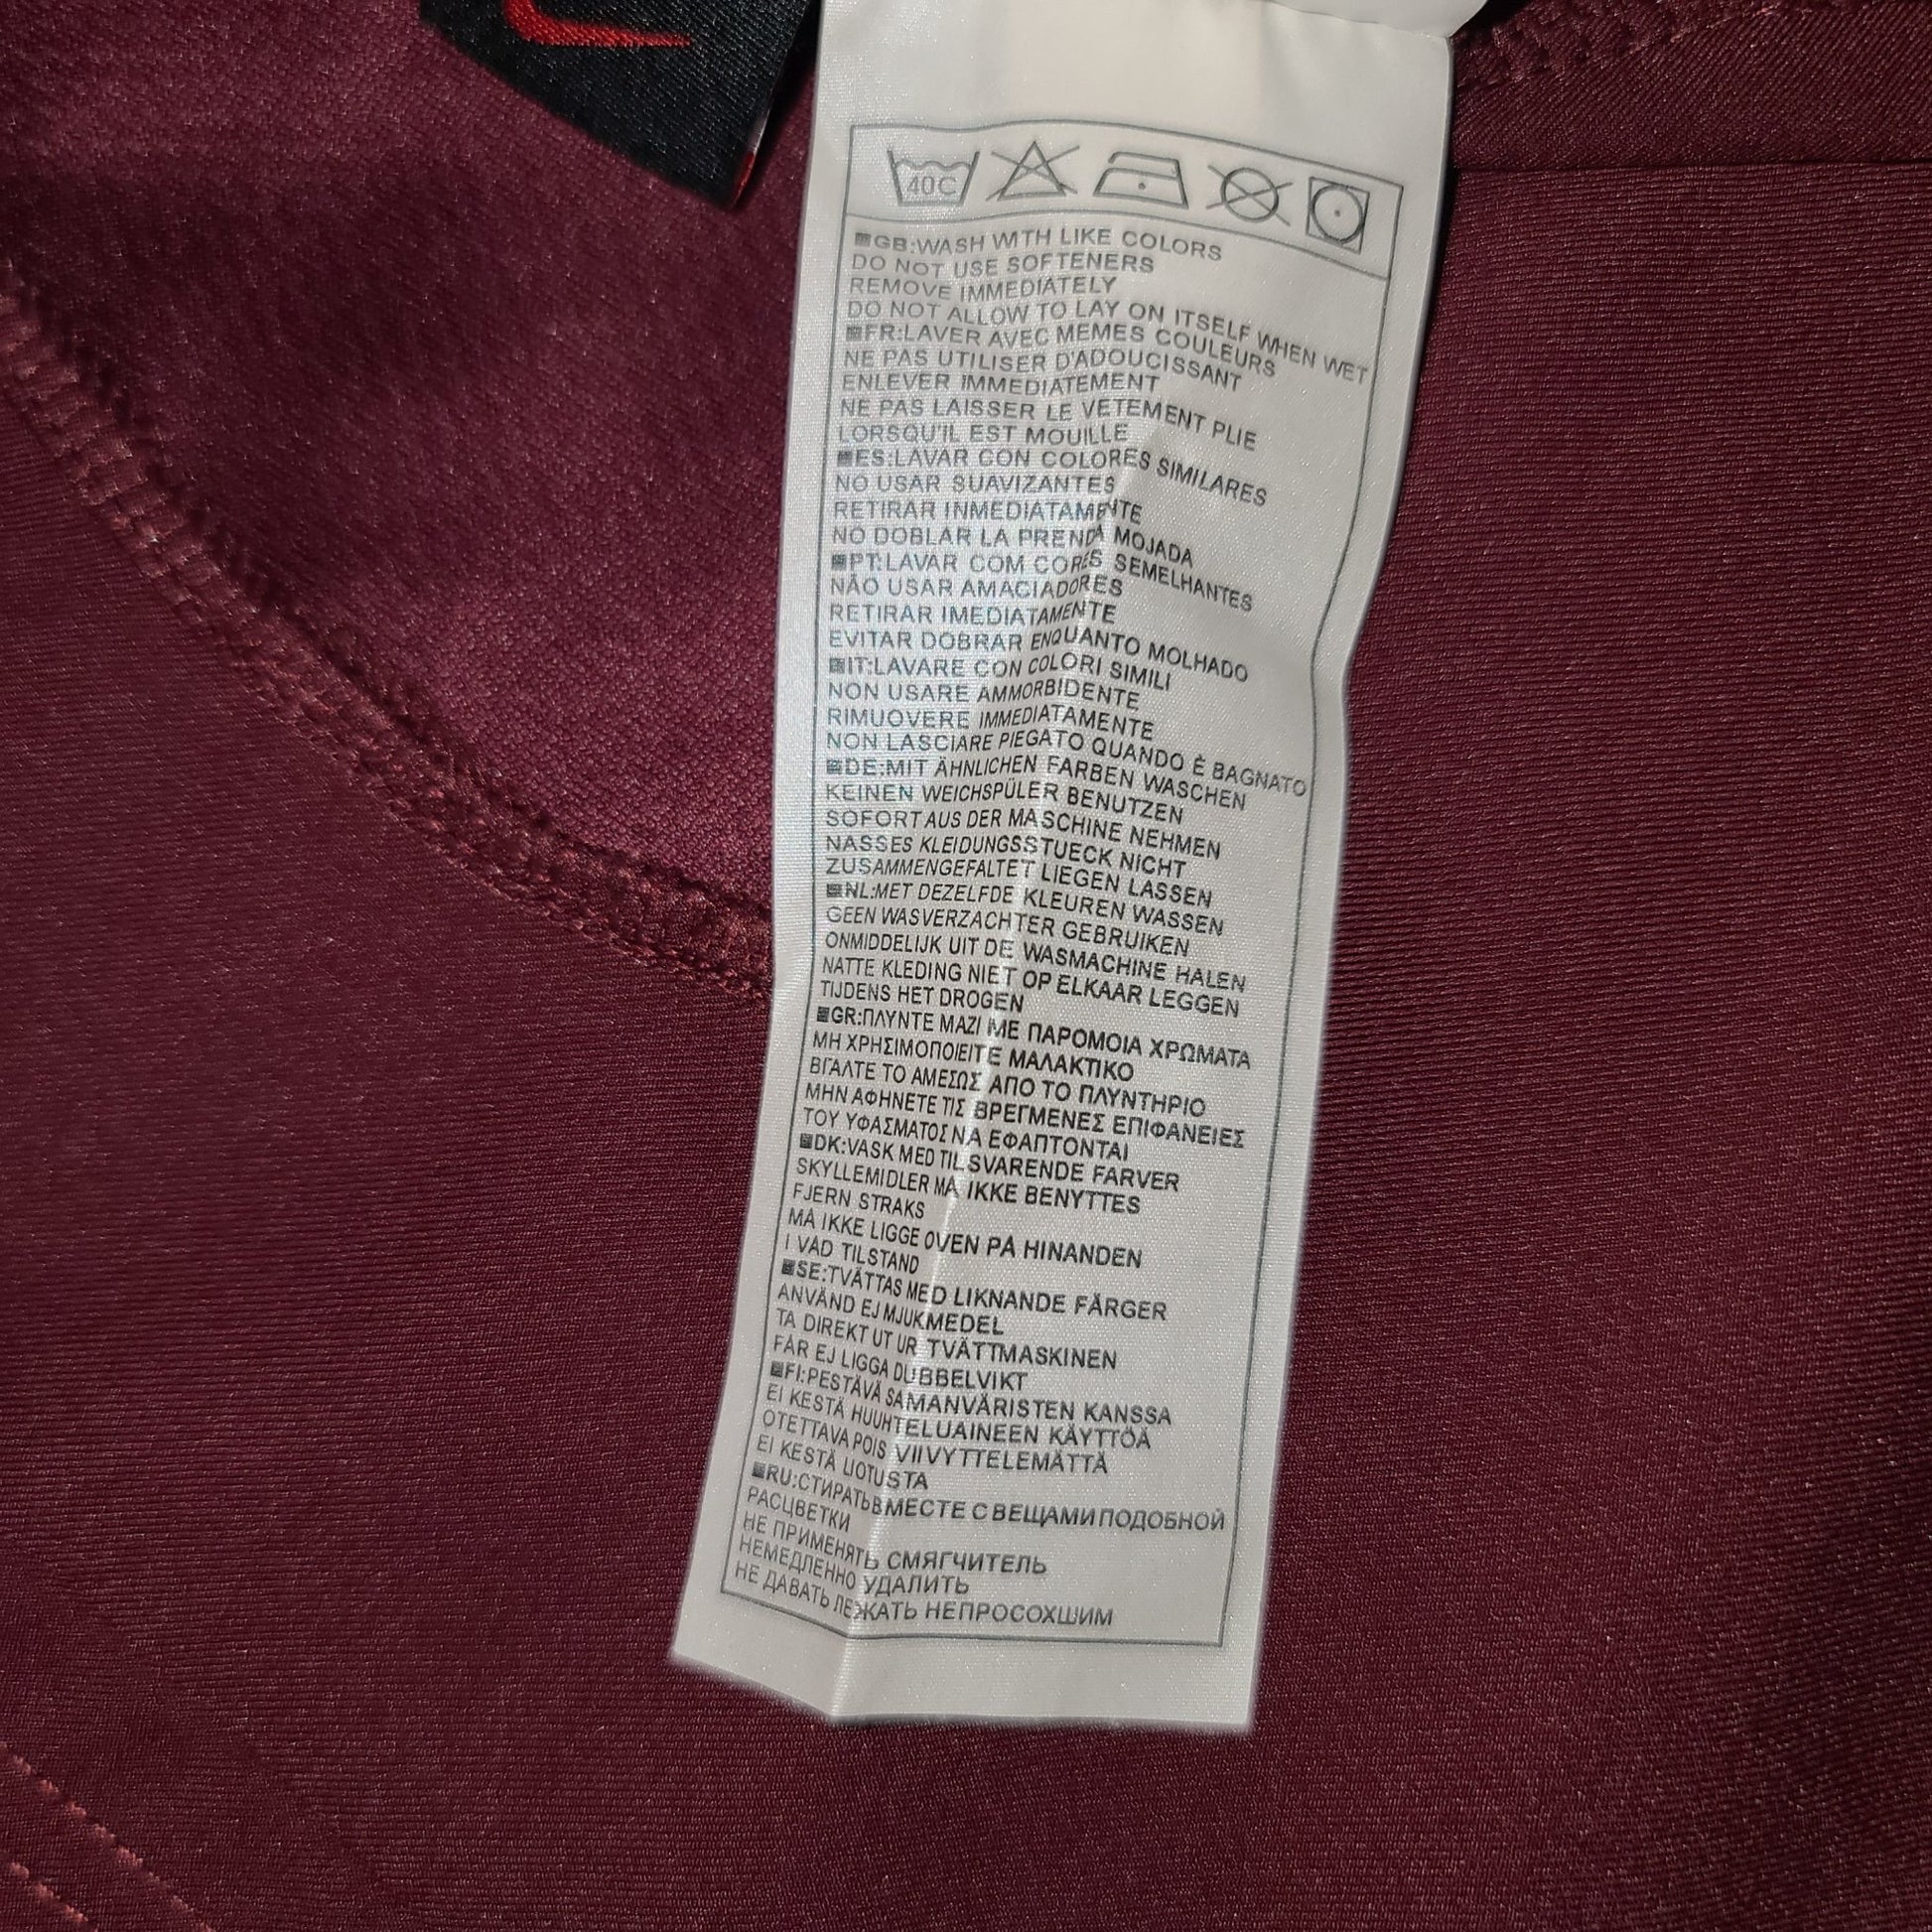 40C
GB:WASH WITH LIKE COLORS
DO NOT USE SOFTENERS
REMOVE IMMEDIATELY
DO NOT ALLOW TO LAY ON ITSELF WHEN WET
FR:LAVER AVEC MEMES COULEURS
NE PAS UTILISER D'ADOUCISSANT
ENLEVER IMMEDIATEMENT
NE PAS LAISSER LE VETEMENT PLIE
LORSQU'IL EST MOUILLE
ES:LAVAR CON COLORES SIMILARES
NO USAR SUAVIZANTES
RETIRAR INMEDIATAMENTE
NO DOBLAR LA PRENDA MOJADA
PT:LAVAR COM CORES SEMELHANTES
NÃO USAR AMACIADORES
RETIRAR IMEDIATAMENTE
EVITAR DOBRAR ENQUANTO MOLHADO
IT:LAVARE CON COLORI SIMILI
NON USARE AMMORBIDENTE
RIMUOVERE IMMEDIATAMENTE
NON LASCIARE PIEGATO QUANDO È BAGNATO
DE:MIT ÄHNLICHEN FARBEN WASCHEN
KEINEN WEICHSPÜLER BENUTZEN
SOFORT AUS DER MASCHINE NEHMEN
NASSES KLEIDUNGSSTUECK NICHT
ZUSAMMENGEFALTET LIEGEN LASSEN
NL:MET DEZELFDE KLEUREN WASSEN
GEEN WASVERZACHTER GEBRUIKEN
ONMIDDELIJK UIT DE WASMACHINE HALEN
NATTE KLEDING NIET OP ELKAAR LEGGEN
TIJDENS HET DROGEN
GR:ΠΛΥΝΤΕ ΜΑΖΙ ΜΕ ΠΑΡΟΜΟΙΑ ΧΡΩΜΑΤΑ
ΜΗ ΧΡΗΣΙΜΟΠΟΙΕΙΤΕ ΜΑΛΑΚΤΙΚΟ
ΒΓΑΛΤΕ ΤΟ ΑΜΕΣΩΣ ΑΠΟ ΤΟ ΠΛΥΝΤΗΡΙΟ
ΜΗΝ ΑΦΗΝΕΤΕ ΤΙΣ ΒΡΕΓΜΕΝΕΣ ΕΠΙΦΑΝΕΙΕΣ
ΤΟΥ ΥΦΑΣΜΑΤΟΣ ΝΑ ΕΦΑΠΤΟΝΤΑΙ
DK:VASK MED TILSVARENDE FARVER
SKYLLEMIDLER MÅ IKKE BENYTTES
FJERN STRAKS
MÅ IKKE LIGGE OVEN PÅ HINANDEN
I VÅD TILSTAND
SE:TVÄTTAS MED LIKNANDE FÄRGER
ANVÄND EJ MJUKMEDEL
TA DIREKT UT UR TVÄTTMASKINEN
FÅR EJ LIGGA DUBBELVIKT
FI:PESTÄVÄ SAMANVÄRISTEN KANSSA
EI KESTÄ HUUHTELUAINEEN KÄYTTÖÄ
OTETTAVA POIS VIIVYTTELEMÄTTÄ
EI KESTÄ LIOTUSTA
RU:СТИРАТЬ ВМЕСТЕ С ВЕЩАМИ ПОДОБНОЙ
РАСЦВЕТКИ
НЕ ПРИМЕНЯТЬ СМЯГЧИТЕЛЬ
НЕМЕДЛЕННО УДАЛИТЬ
НЕ ДАВАТЬ ЛЕЖАТЬ НЕПРОСОХШИМ